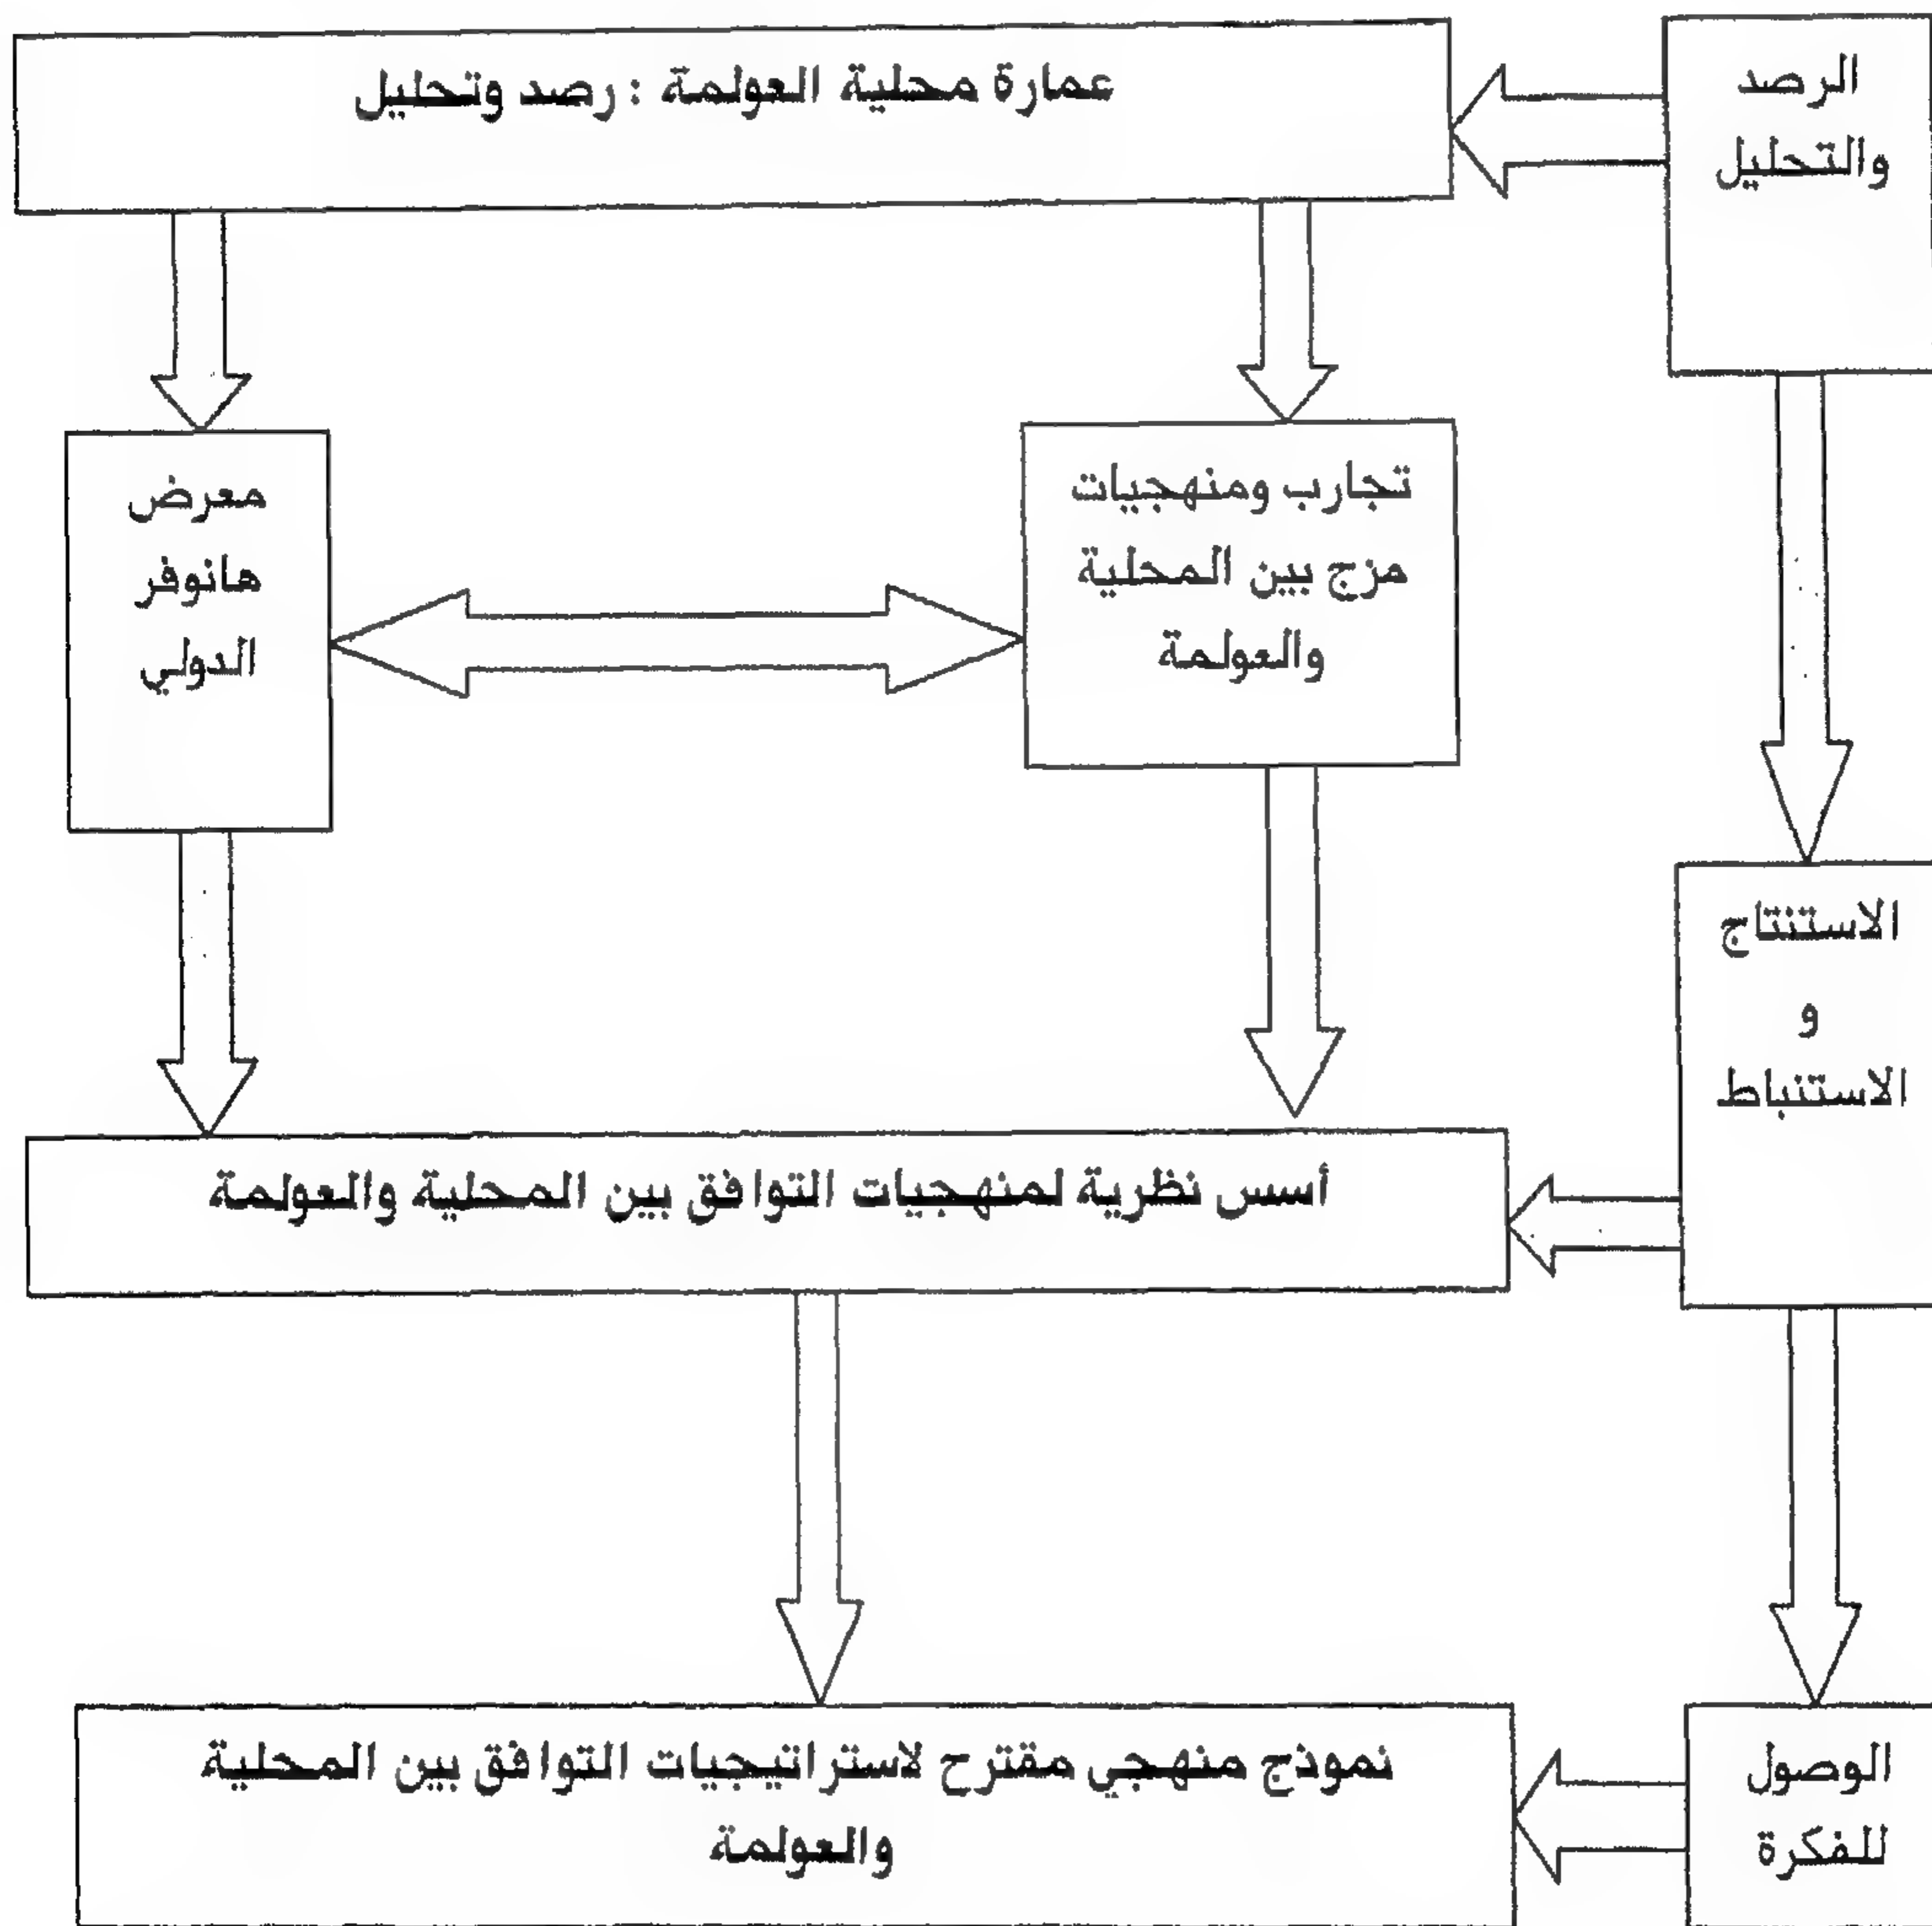 الرصد
والتحليل
عمارة محلية العولمة : رصد وتحليل
تجارب ومنهجيات
مزج بين المحلية
والعولمة
معرض
هانوفر
الدولي
الاستنتاج
و
الاستنباط
أسس نظرية لمنهجيات التوافق بين المحلية والعولمة
الوصول
للفكرة
نموذج منهجي مقترح لاستراتيجيات التوافق بين المحلية
والعولمة